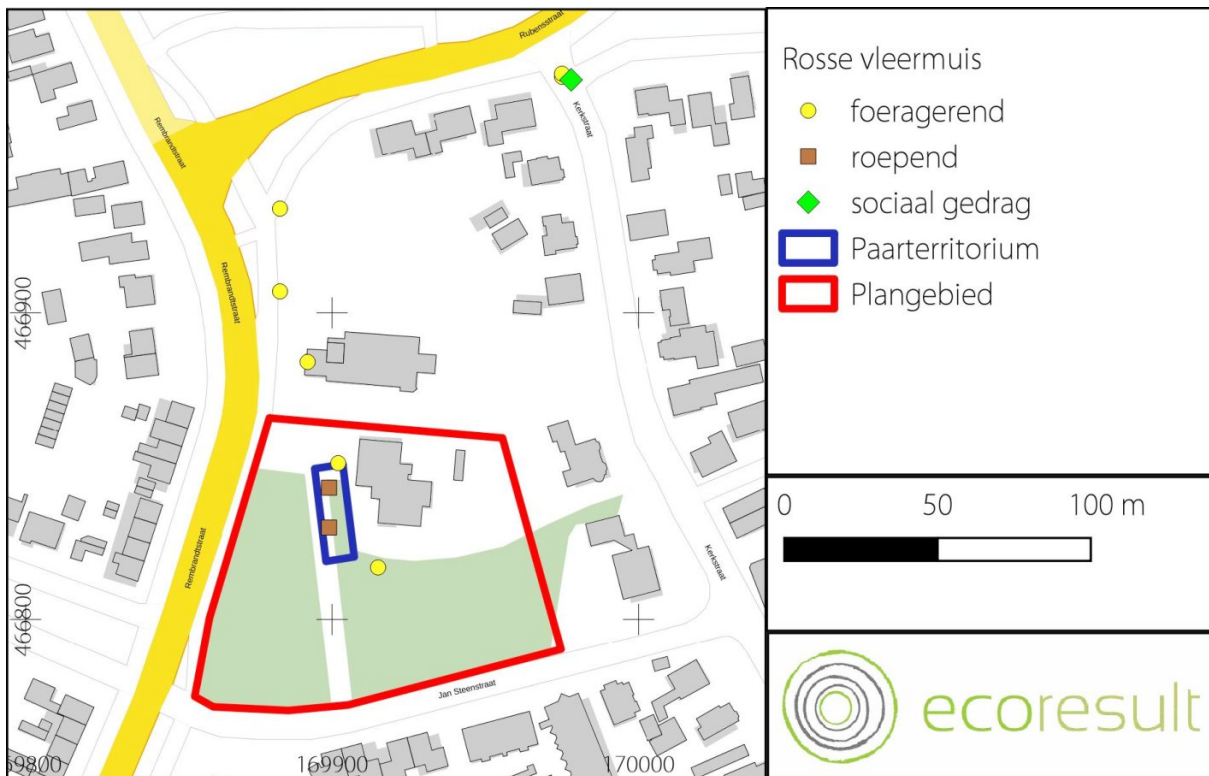 Rubensstraat
Rembrandtstraat
Kerkstraat
Rembrandtstraat
466900
Rembrandtstraat
Kerkstraat
466800
Jan Steenstraat
59800
169900
170000
Rosse vleermuis
foeragerend
roepend
sociaal gedrag
Paarterritorium
Plangebied
0 50 100 m
ecoresult